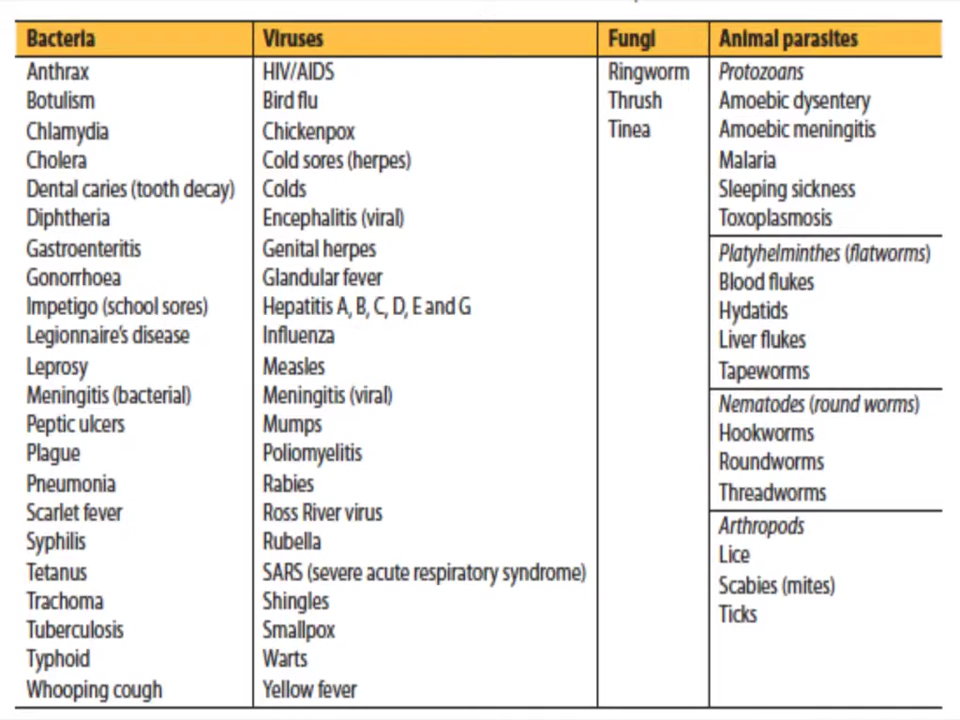 Bacteria
Anthrax
Botulism
Chlamydia
Cholera
Dental caries (tooth decay)
Diphtheria
Gastroenteritis
Gonorrhoea
Impetigo (school sores)
Legionnaire's disease
Leprosy
Meningitis (bacterial)
Peptic ulcers
Plague
Pneumonia
Scarlet fever
Syphilis
Tetanus
Trachoma
Tuberculosis
Typhoid
Whooping cough
Viruses
HIV/AIDS
Bird flu
Chickenpox
Cold sores (herpes)
Colds
Encephalitis (viral)
Genital herpes
Glandular fever
Hepatitis A, B, C, D, E and G
Influenza
Measles
Meningitis (viral)
Mumps
Poliomyelitis
Rabies
Ross River virus
Rubella
SARS (severe acute respiratory syndrome)
Shingles
Smallpox
Warts
Yellow fever
Fungi
Ringworm
Thrush
Tinea
Animal parasites
Protozoans
Amoebic dysentery
Amoebic meningitis
Malaria
Sleeping sickness
Toxoplasmosis
Platyhelminthes (flatworms)
Blood flukes
Hydatids
Liver flukes
Tapeworms
Nematodes (round worms)
Hookworms
Roundworms
Threadworms
Arthropods
Lice
Scabies (mites)
Ticks